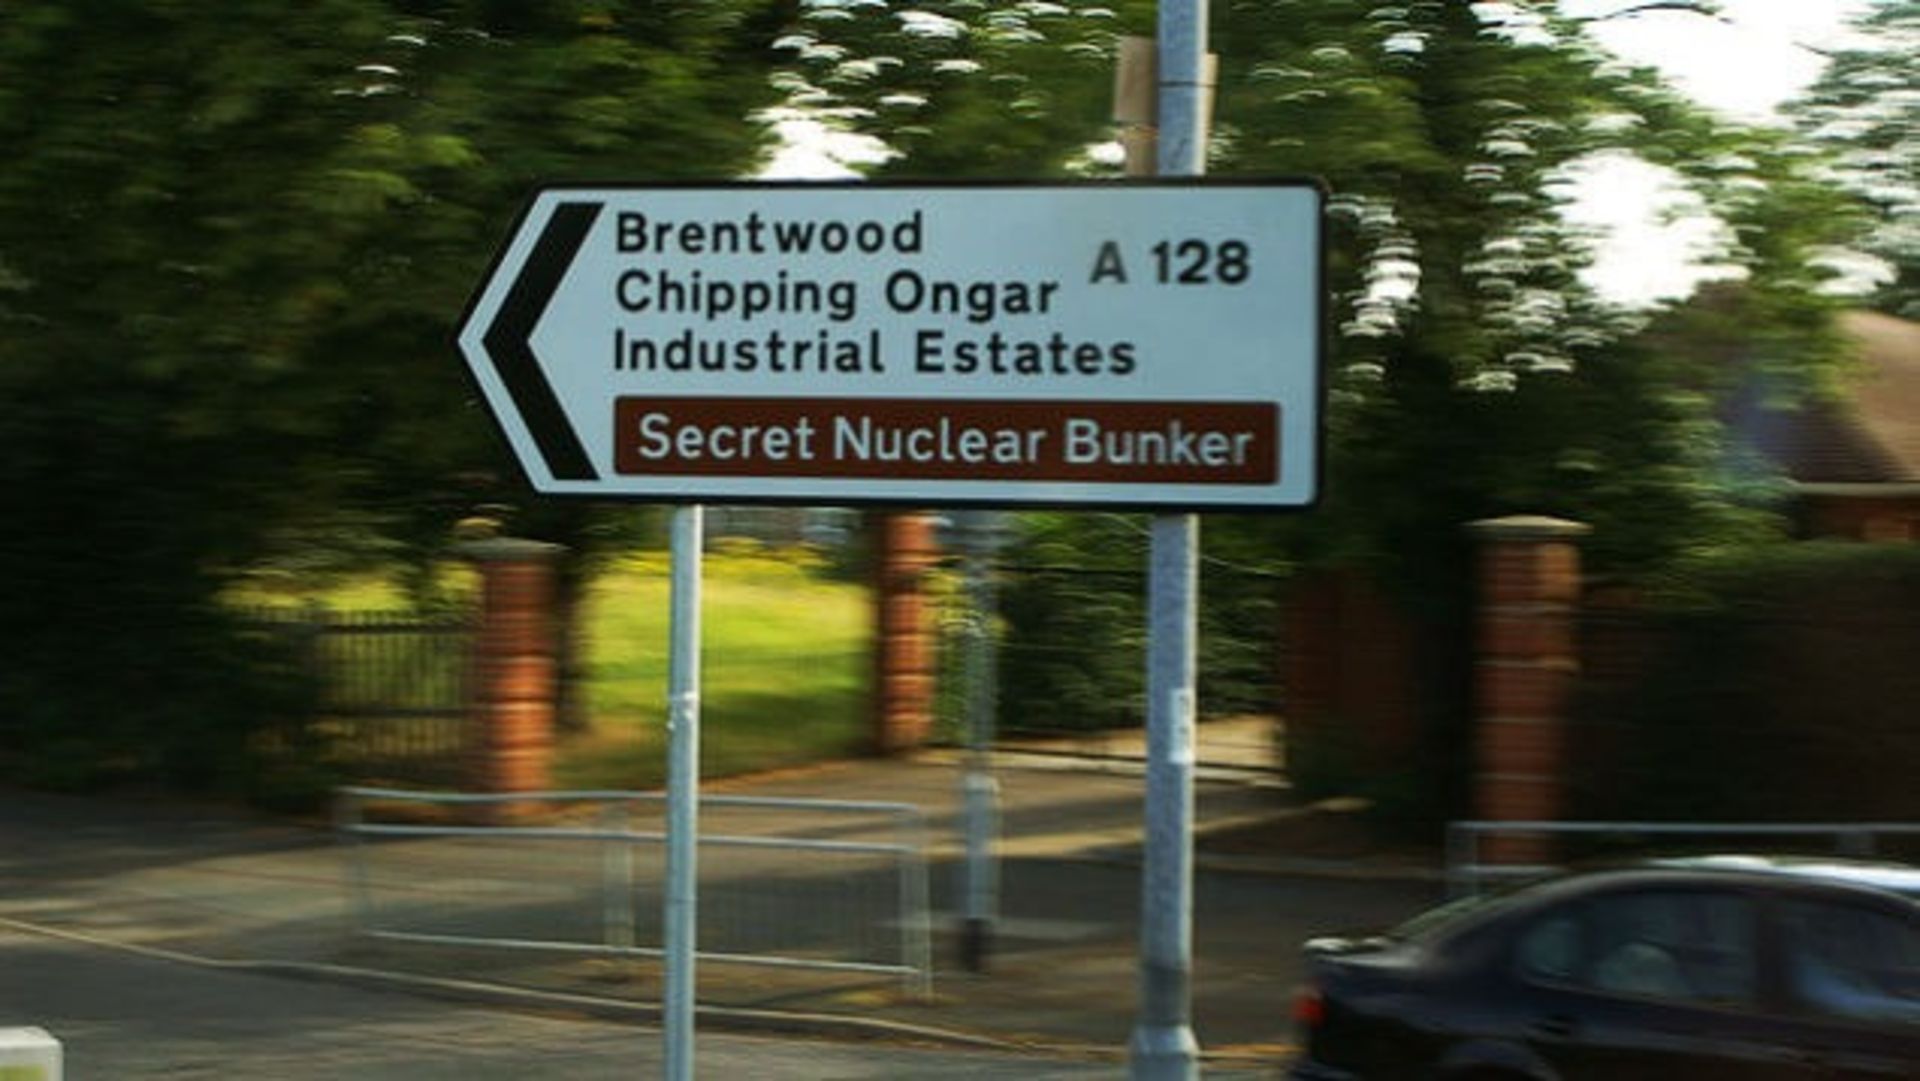 Brentwood
Chipping Ongar A 128
Industrial Estates
Secret Nuclear Bunker